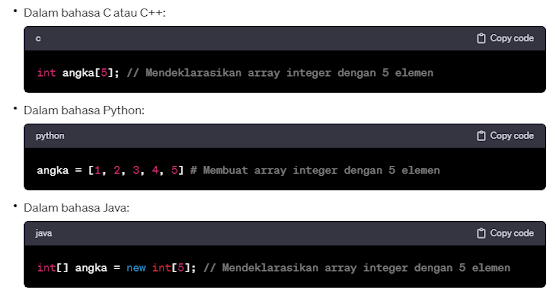 • Dalam bahasa C atau C++:
c Copy code
int angka[5]; // Mendeklarasikan array integer dengan 5 elemen
• Dalam bahasa Python:
python Copy code
angka = [1, 2, 3, 4, 5] # Membuat array integer dengan 5 elemen
• Dalam bahasa Java:
java Copy code
int[] angka = new int[5]; // Mendeklarasikan array integer dengan 5 elemen